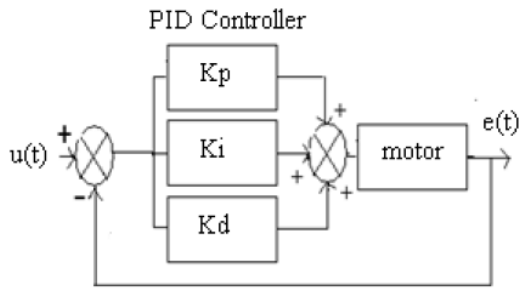 PID Controller
Kp
+
+
e(t)
u(t)
Ki
motor
+
-
+
Kd